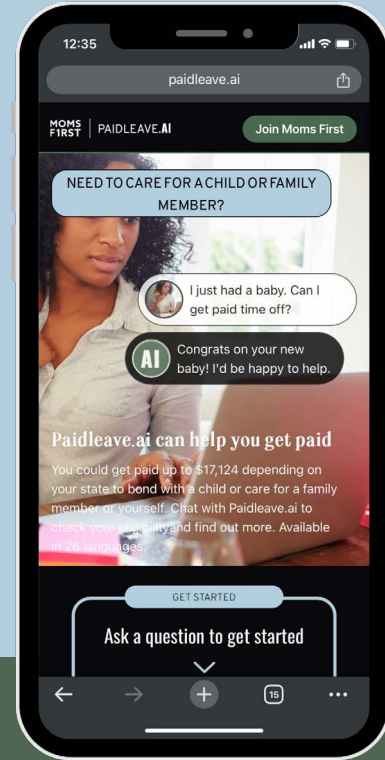 12:35
paidleave.ai
MOMS
F1RST
PAIDLEAVE.AI
Join Moms First
NEED TO CARE FOR A CHILD OR FAMILY
MEMBER?
I just had a baby. Can I
get paid time off?
AI
Congrats on your new
baby! I'd be happy to help.
Paidleave.ai can help you get paid
You could get paid up to $17,124 depending on
your state to bond with a child or care for a family
member or yourself. Chat with Paidleave.ai to
check your eligibility and find out more. Available
in 26 languages.
GET STARTED
Ask a question to get started
15